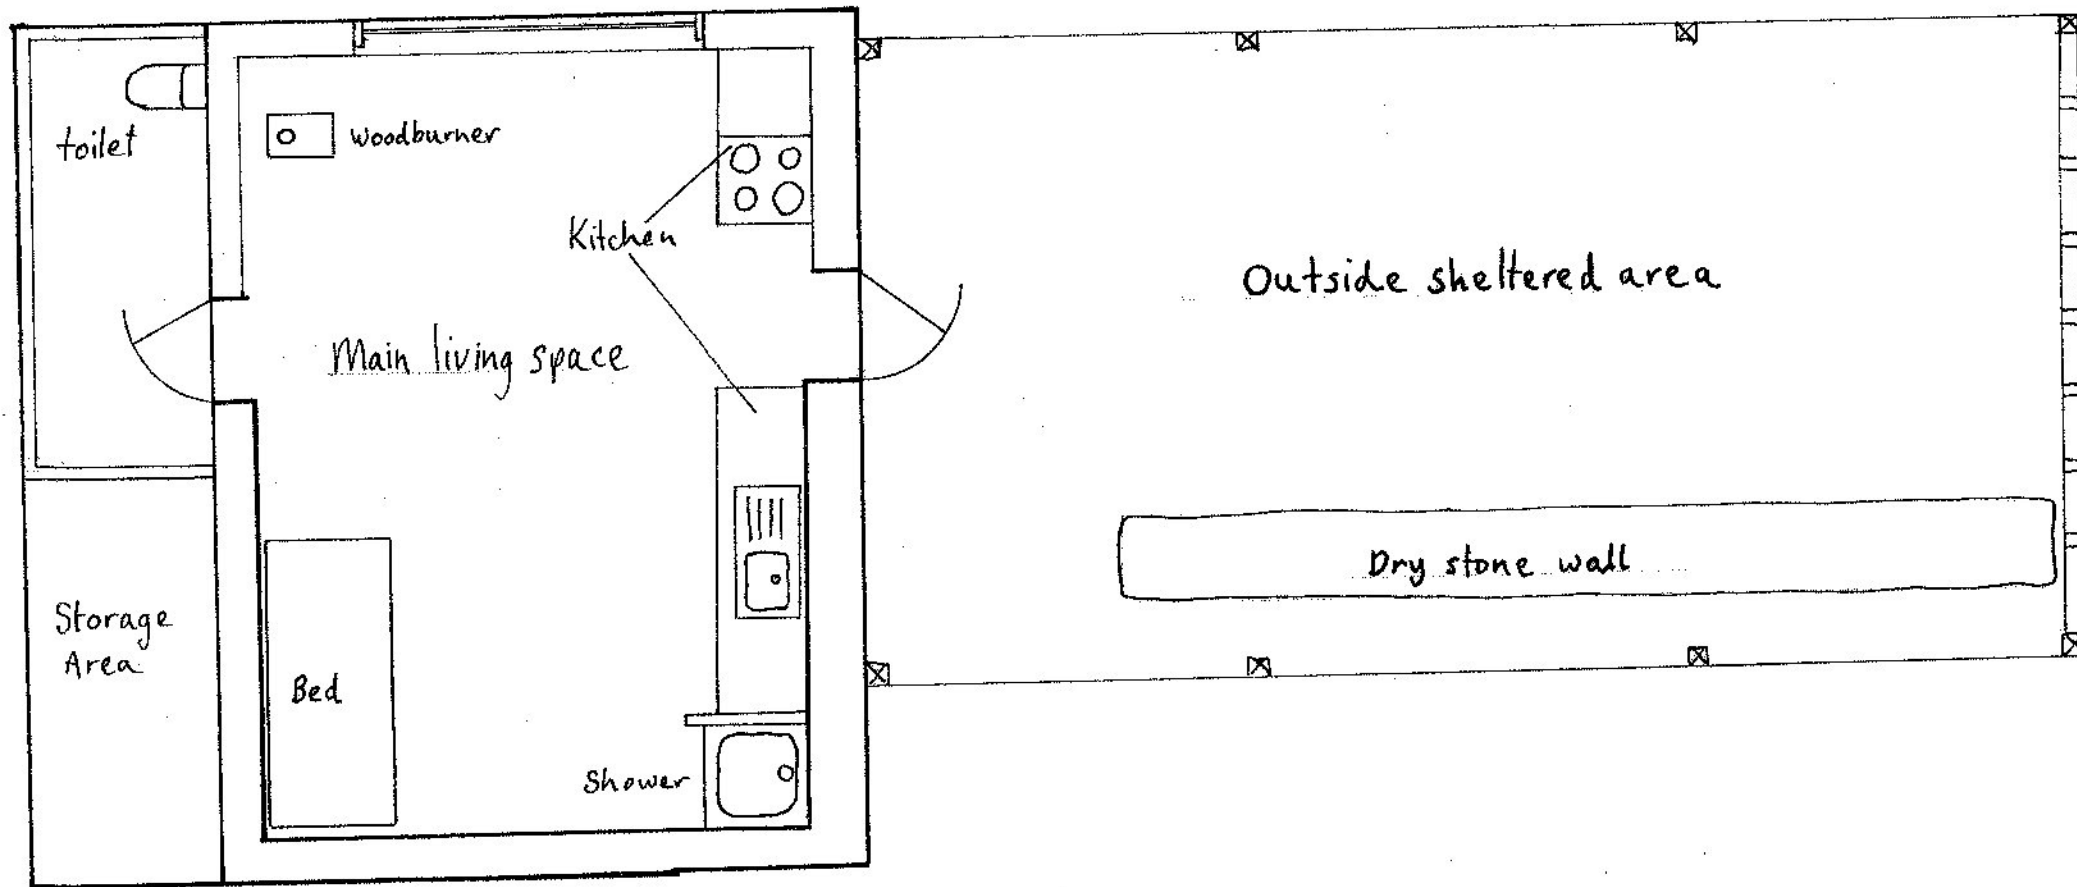 toilet
woodburner
Kitchen
Outside sheltered area
Main living space
Dry stone wall
Storage
Area
Bed
Shower